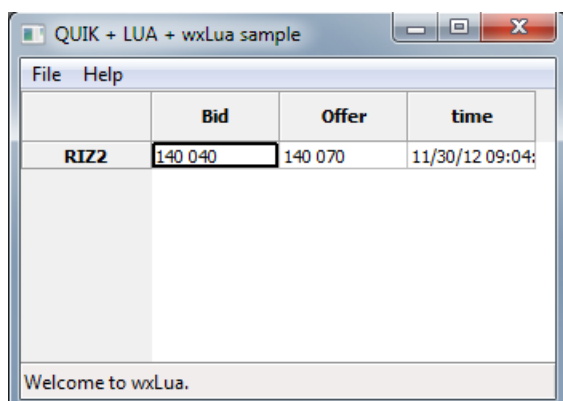 QUIK + LUA + wxLua sample
File Help
Bid Offer time
RIZ2 140 040 140 070 11/30/12 09:04:
Welcome to wxLua.